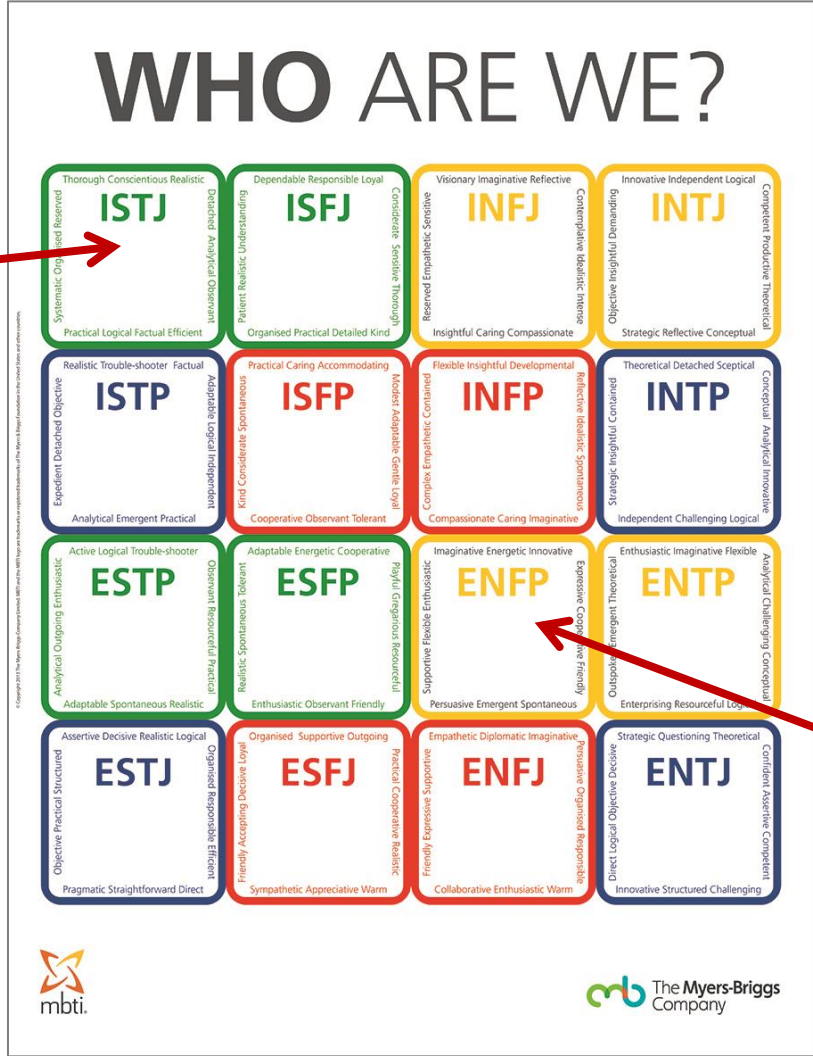 WHO ARE WE?
Thorough Conscientious Realistic
ISTJ
Systematic Organised Reserved
Detached Analytical Observant
Practical Logical Factual Efficient
Dependable Responsible Loyal
ISFJ
Patient Realistic Understanding
Considerate Sensitive Thorough
Organised Practical Detailed Kind
Visionary Imaginative Reflective
INFJ
Reserved Empathetic Sensitive
Contemplative Idealistic Intense
Insightful Caring Compassionate
Innovative Independent Logical
INTJ
Objective Insightful Demanding
Competent Productive Theoretical
Strategic Reflective Conceptual
Realistic Trouble-shooter Factual
ISTP
Expedient Detached Objective
Adaptable Logical Independent
Analytical Emergent Practical
Practical Caring Accommodating
ISFP
Kind Considerate Spontaneous
Modest Adaptable Gentle Loyal
Cooperative Observant Tolerant
Flexible Insightful Developmental
INFP
Complex Empathetic Contained
Reflective Idealistic Spontaneous
Compassionate Caring Imaginative
Theoretical Detached Sceptical
INTP
Strategic Insightful Contained
Conceptual Analytical Innovative
Independent Challenging Logical
Active Logical Trouble-shooter
ESTP
Analytical Outgoing Enthusiastic
Observant Resourceful Practical
Adaptable Spontaneous Realistic
Adaptable Energetic Cooperative
ESFP
Realistic Spontaneous Tolerant
Playful Gregarious Resourceful
Enthusiastic Observant Friendly
Imaginative Energetic Innovative
ENFP
Supportive Flexible Enthusiastic
Expressive Cooperative Friendly
Persuasive Emergent Spontaneous
Enthusiastic Imaginative Flexible
ENTP
Outspoken Emergent Theoretical
Analytical Challenging Conceptual
Enterprising Resourceful Logical
Assertive Decisive Realistic Logical
ESTJ
Objective Practical Structured
Organised Responsible Efficient
Pragmatic Straightforward Direct
Organised Supportive Outgoing
ESFJ
Friendly Accepting Decisive Loyal
Practical Cooperative Realistic
Sympathetic Appreciative Warm
Empathetic Diplomatic Imaginative
ENFJ
Friendly Expressive Supportive
Persuasive Organised Responsible
Collaborative Enthusiastic Warm
Strategic Questioning Theoretical
ENTJ
Direct Logical Objective Decisive
Confident Assertive Competent
Innovative Structured Challenging
mbti.
The Myers-Briggs
Company